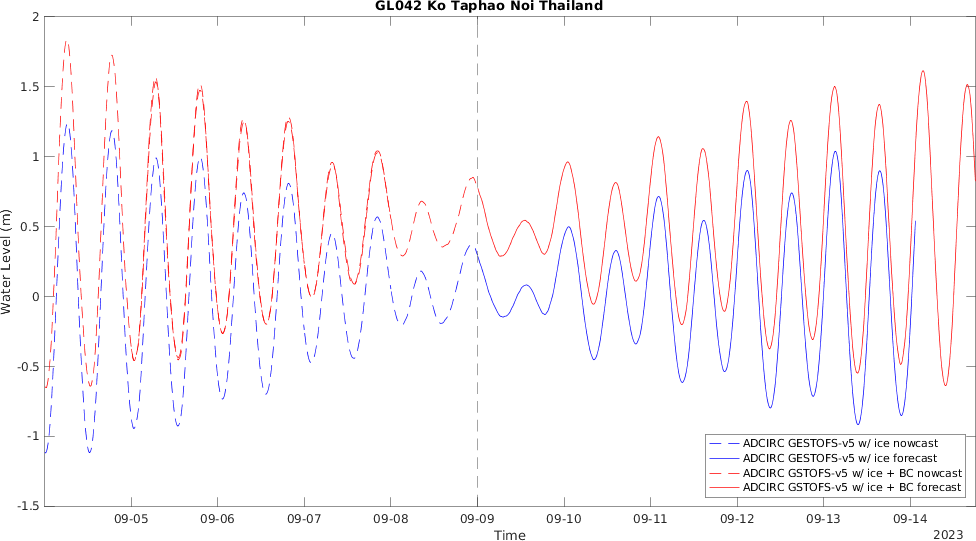 GL042 Ko Taphao Noi Thailand
2
1.5
1
0.5
0
-0.5
-1
-1.5
Water Level (m)
09-05 09-06 09-07 09-08 09-09 09-10 09-11 09-12 09-13 09-14
Time
2023
ADCIRC GESTOFS-v5 w/ ice nowcast
ADCIRC GESTOFS-v5 w/ ice forecast
ADCIRC GSTOFS-v5 w/ ice + BC nowcast
ADCIRC GSTOFS-v5 w/ ice + BC forecast